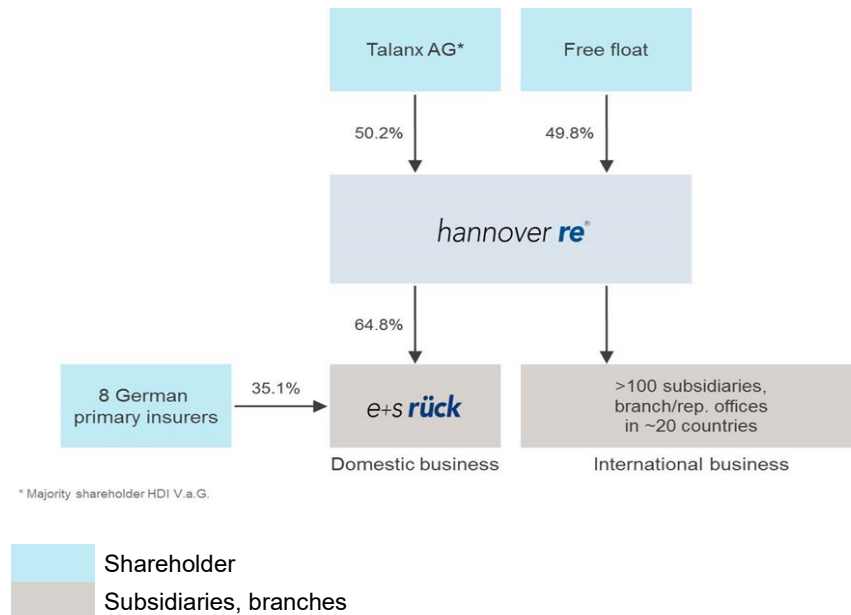 Talanx AG*
Free float
50.2%
49.8%
hannover re®
64.8%
8 German
primary insurers
35.1%
e+s rück
>100 subsidiaries,
branch/rep. offices
in ~20 countries
Domestic business
International business
* Majority shareholder HDI V.a.G.
Shareholder
Subsidiaries, branches